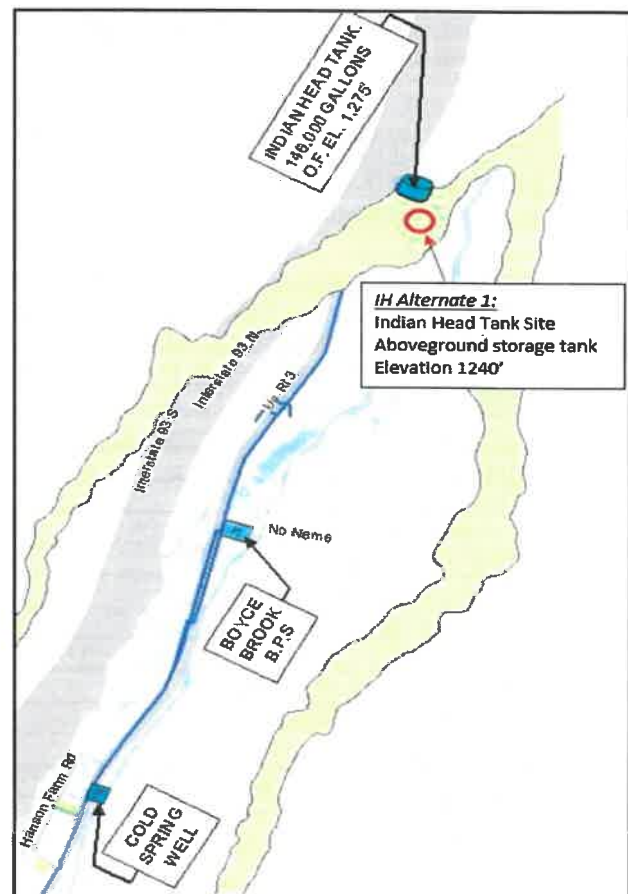 INDIAN HEAD TANK.
146,000 GALLONS
O.F. EL. 1,275'
IH Alternate 1:
Indian Head Tank Site
Aboveground storage tank
Elevation 1240'
Interstate 93 N
Interstate 93 S
US Rt 3
No Name
BOYCE
BROOK
B.P.S
Hanson Farm Rd
COLD
SPRING
WELL